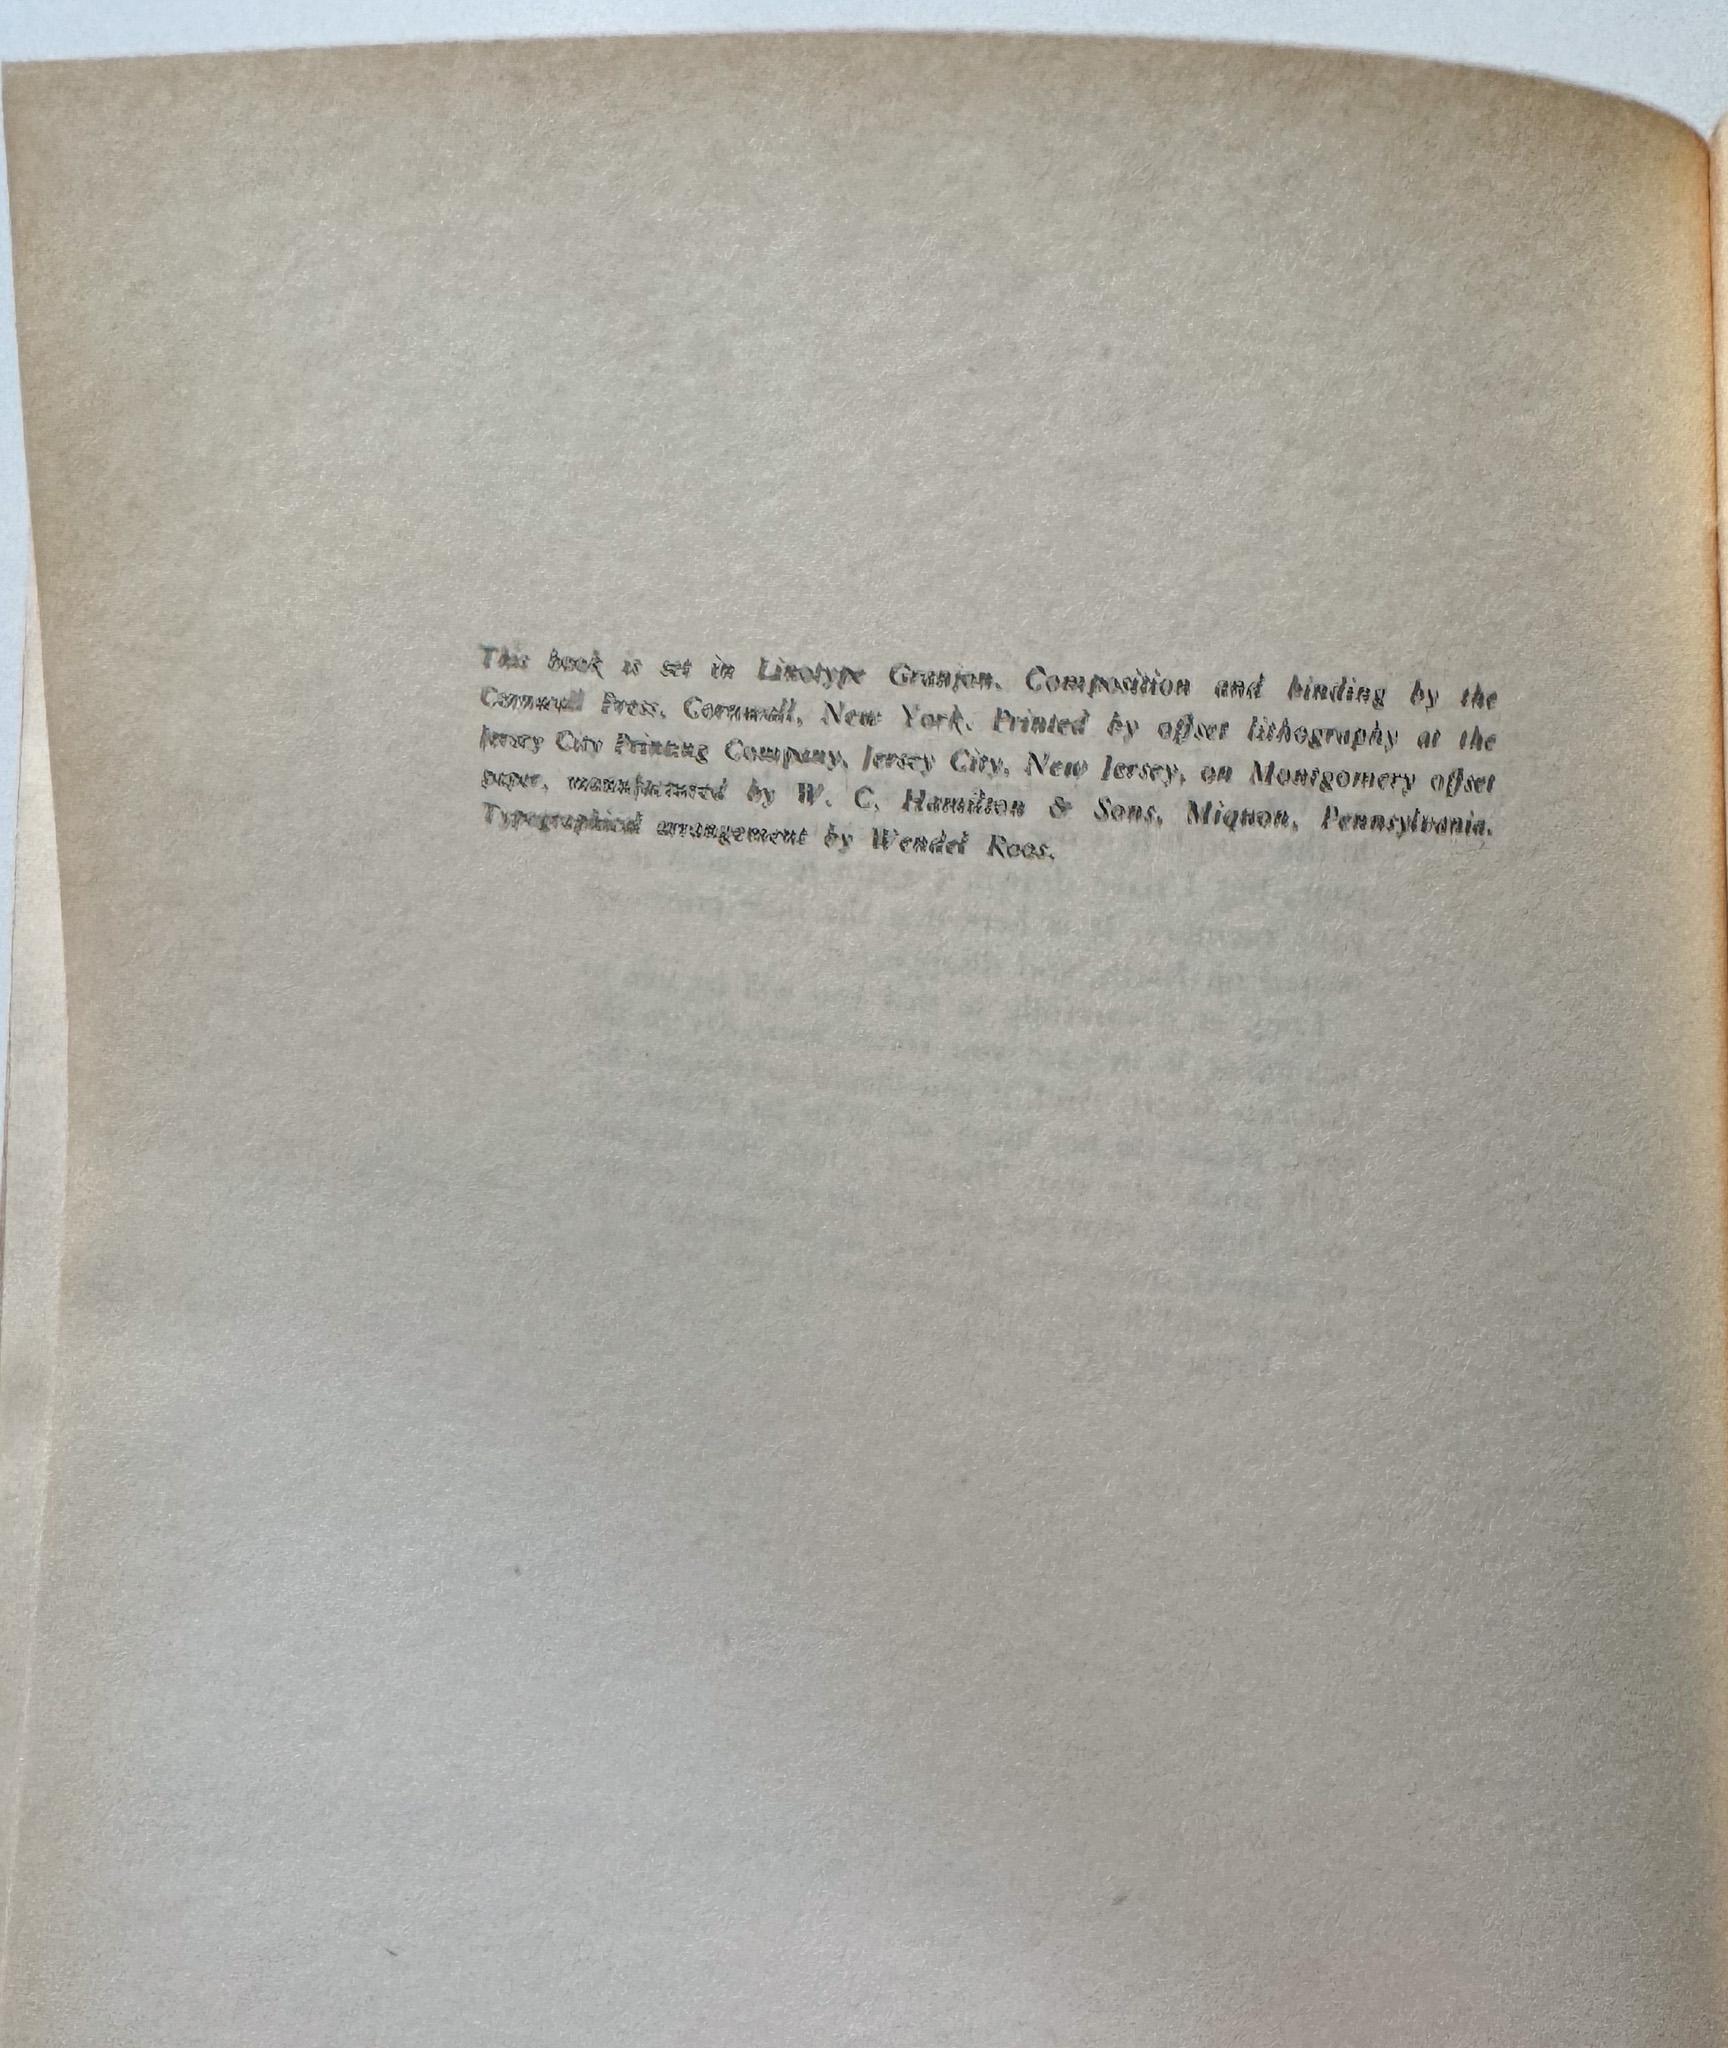 This book is set in Linotype Granjon. Composition and binding by the
Cornwall Press, Cornwall, New York. Printed by offset lithography at the
Jersey City Printing Company, Jersey City, New Jersey, on Montgomery offset
paper, manufactured by W. C. Hamilton & Sons, Miquon, Pennsylvania.
Typographical arrangement by Wendel Roos.